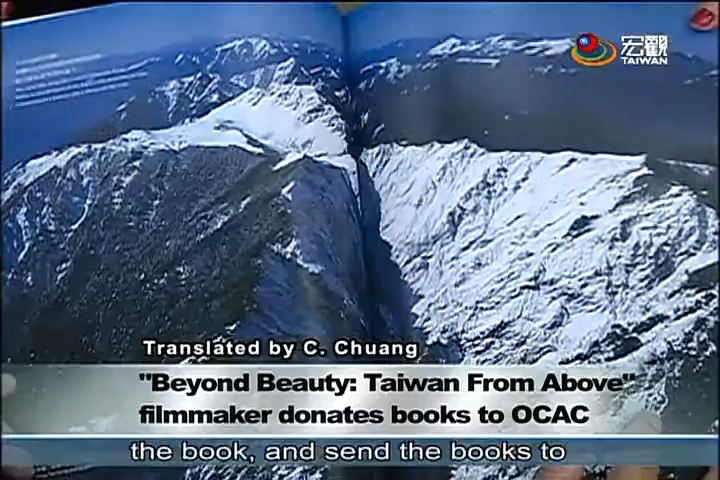 宏觀
TAIWAN
Translated by C. Chuang
"Beyond Beauty: Taiwan From Above"
filmmaker donates books to OCAC
the book, and send the books to